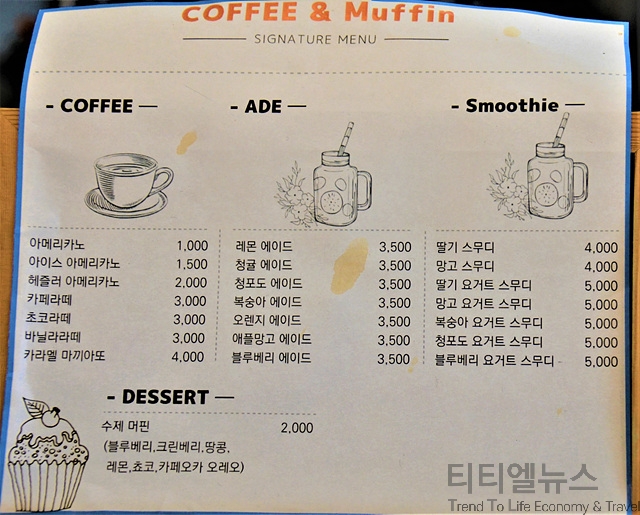 COFFEE & Muffin
SIGNATURE MENU
- COFFEE —
아메리카노 1,000
아이스 아메리카노 1,500
헤즐러 아메리카노 2,000
카페라떼 3,000
쵸코라떼 3,000
바닐라라떼 3,000
카라멜 마끼아또 4,000
- ADE —
레몬 에이드 3,500
청귤 에이드 3,500
청포도 에이드 3,500
복숭아 에이드 3,500
오렌지 에이드 3,500
애플망고 에이드 3,500
블루베리 에이드 3,500
- Smoothie —
딸기 스무디 4,000
망고 스무디 4,000
딸기 요거트 스무디 5,000
망고 요거트 스무디 5,000
복숭아 요거트 스무디 5,000
청포도 요거트 스무디 5,000
블루베리 요거트 스무디 5,000
- DESSERT —
수제 머핀 2,000
(블루베리,크린베리,땅콩,
레몬,쵸코,카페오카 오레오)
티티엘뉴스
Trend To Life Economy & Travel